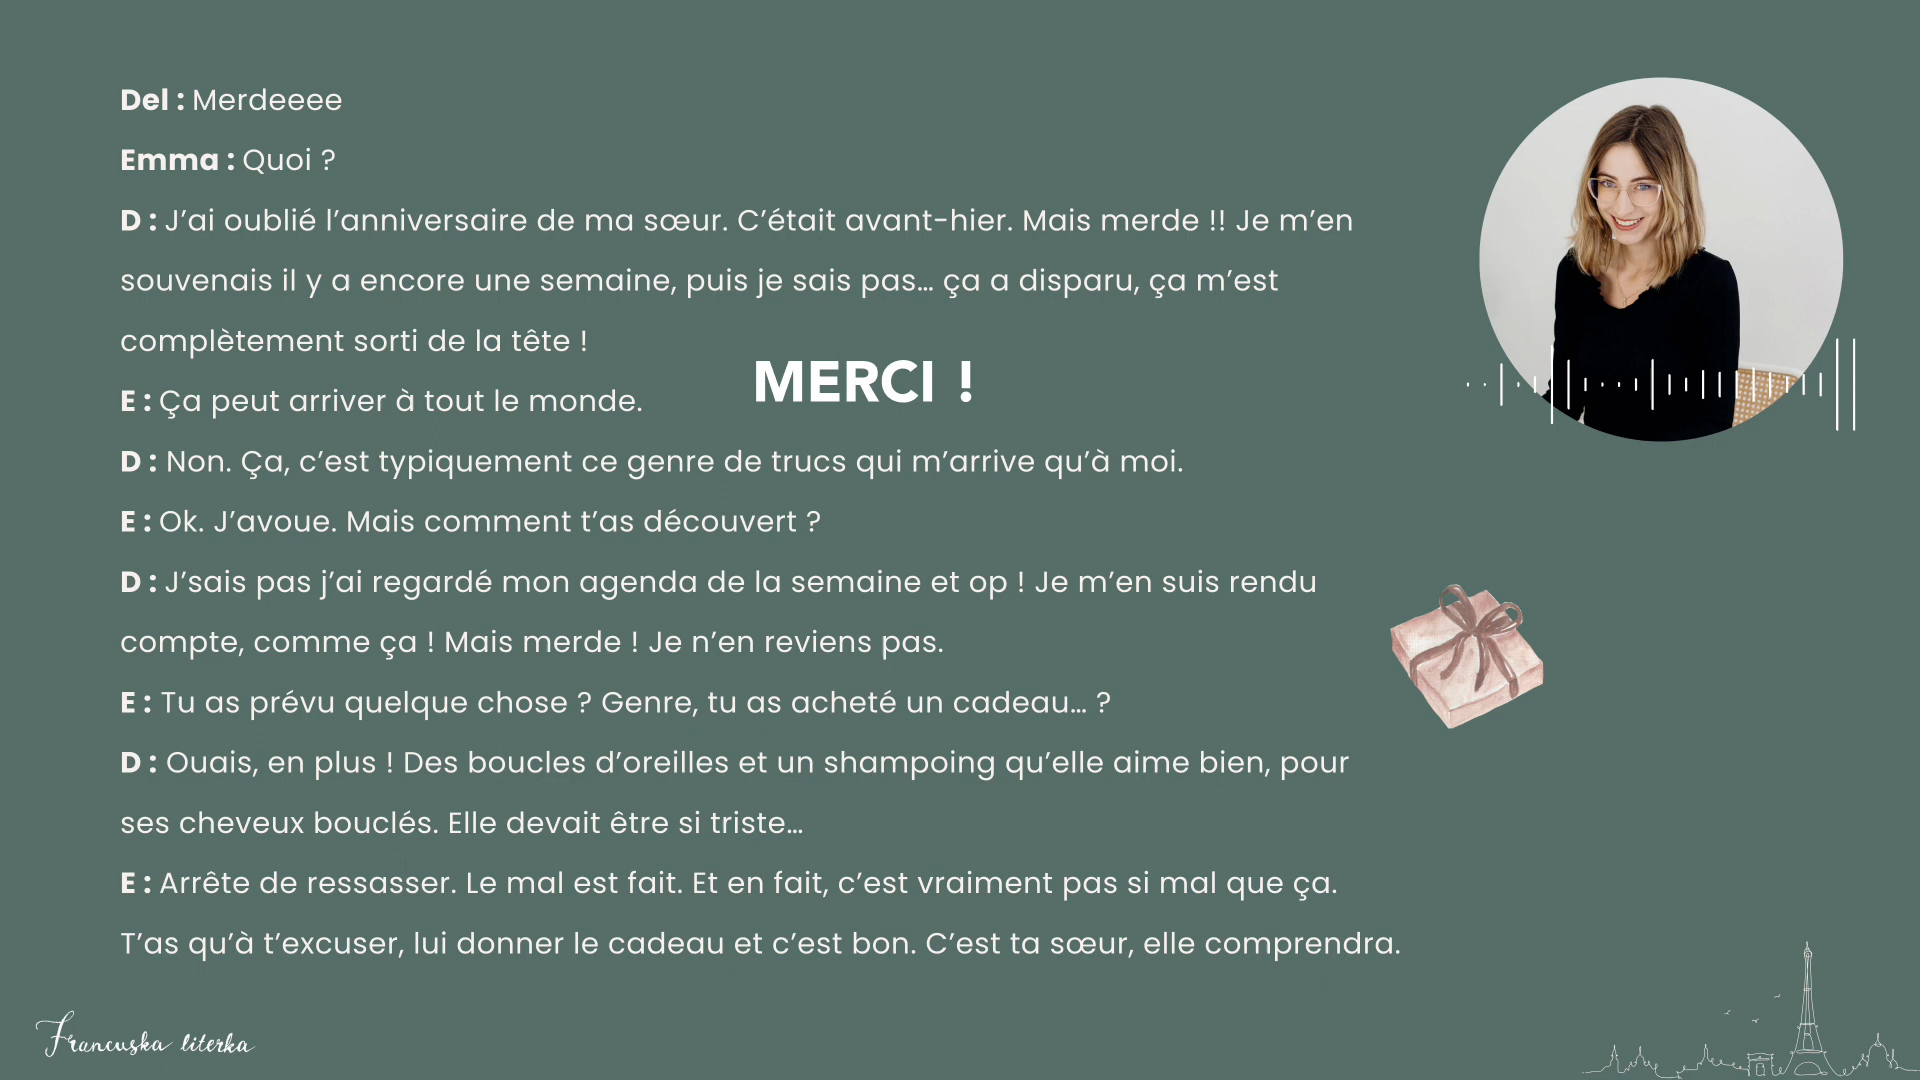 Del : Merdeeee
Emma : Quoi ?
D : J’ai oublié l’anniversaire de ma sœur. C’était avant-hier. Mais merde !! Je m’en
souvenais il y a encore une semaine, puis je sais pas… ça a disparu, ça m’est
complètement sorti de la tête !
MERCI !
E : Ça peut arriver à tout le monde.
D : Non. Ça, c’est typiquement ce genre de trucs qui m’arrive qu’à moi.
E : Ok. J’avoue. Mais comment t’as découvert ?
D : J’sais pas j’ai regardé mon agenda de la semaine et op ! Je m’en suis rendu
compte, comme ça ! Mais merde ! Je n’en reviens pas.
E : Tu as prévu quelque chose ? Genre, tu as acheté un cadeau… ?
D : Ouais, en plus ! Des boucles d’oreilles et un shampoing qu’elle aime bien, pour
ses cheveux bouclés. Elle devait être si triste…
E : Arrête de ressasser. Le mal est fait. Et en fait, c’est vraiment pas si mal que ça.
T’as qu’à t’excuser, lui donner le cadeau et c’est bon. C’est ta sœur, elle comprendra.
Francuska literka